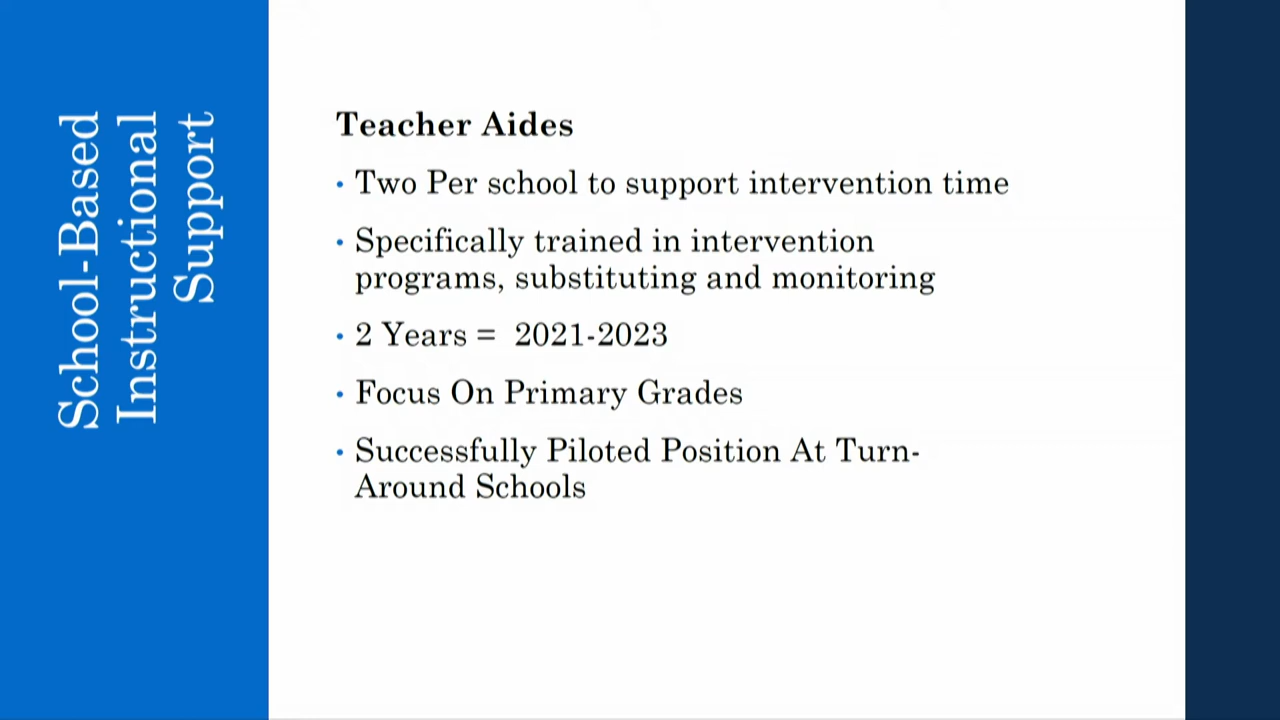 School-Based
Instructional
Support
Teacher Aides
• Two Per school to support intervention time
• Specifically trained in intervention
programs, substituting and monitoring
• 2 Years =  2021-2023
• Focus On Primary Grades
• Successfully Piloted Position At Turn-
Around Schools